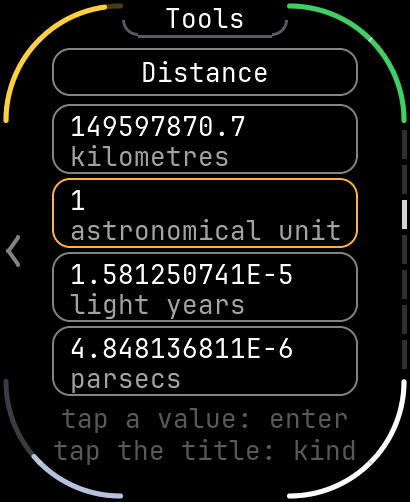 Tools
Distance
149597870.7
kilometres
1
astronomical unit
1.581250741E-5
light years
4.848136811E-6
parsecs
tap a value: enter
tap the title: kind